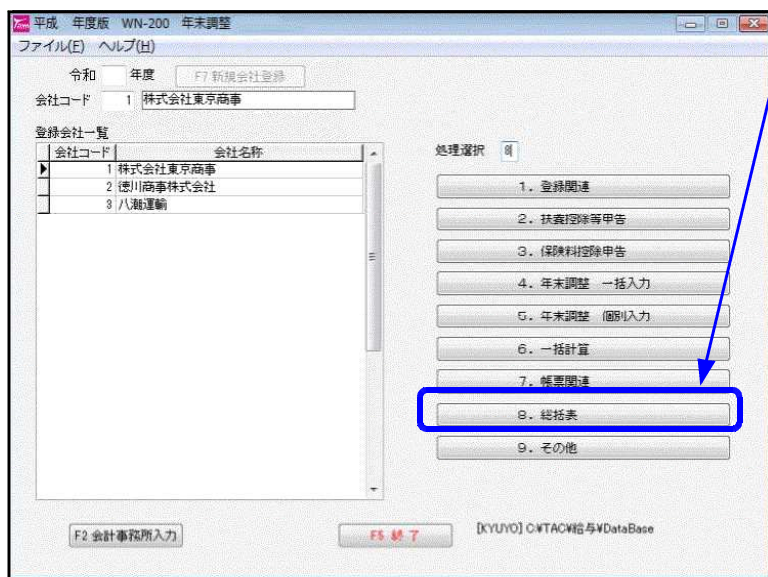 平成　年度版　WN-200　年末調整
ファイル(F)　ヘルプ(H)
令和　年度　F7 新規会社登録
会社コード　1　株式会社東京商事
登録会社一覧
会社コード　会社名称
1 株式会社東京商事
2 徳川商事株式会社
3 八潮運輸
処理選択　8
1. 登録関連
2. 扶養控除等申告
3. 保険料控除申告
4. 年末調整　一括入力
5. 年末調整　個別入力
6. 一括計算
7. 帳票関連
8. 総括表
9. その他
F2 会計事務所入力
F5 終了
[KYUYO] C:¥TAC¥給与¥DataBase